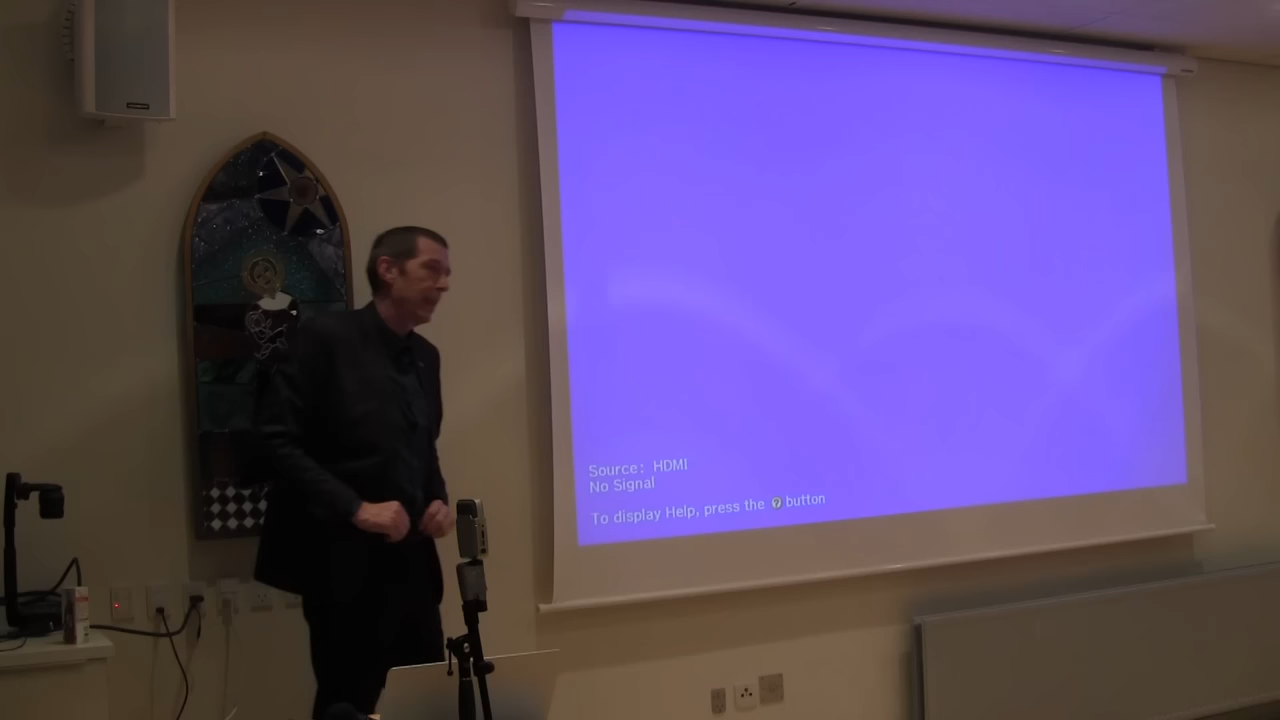 Source: HDMI
No Signal
To display Help, press the ? button